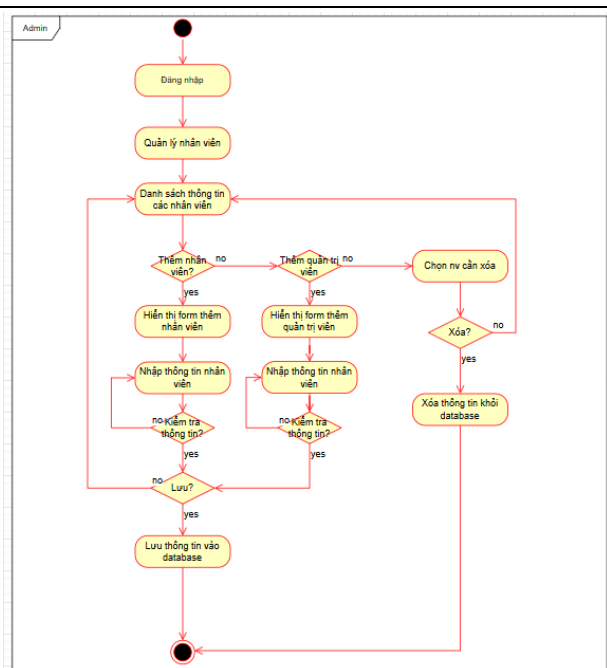 Admin
Đăng nhập
Quản lý nhân viên
Danh sách thông tin
các nhân viên
Thêm nhân
viên?
no
Thêm quản trị
viên
no
Chọn nv cần xóa
yes
yes
Hiển thị form thêm
nhân viên
Hiển thị form thêm
quản trị viên
Xóa?
no
yes
Nhập thông tin nhân
viên
Nhập thông tin nhân
viên
Xóa thông tin khỏi
database
no
Kiểm tra
thông tin?
no
Kiểm tra
thông tin?
yes
yes
no
Lưu?
yes
Lưu thông tin vào
database